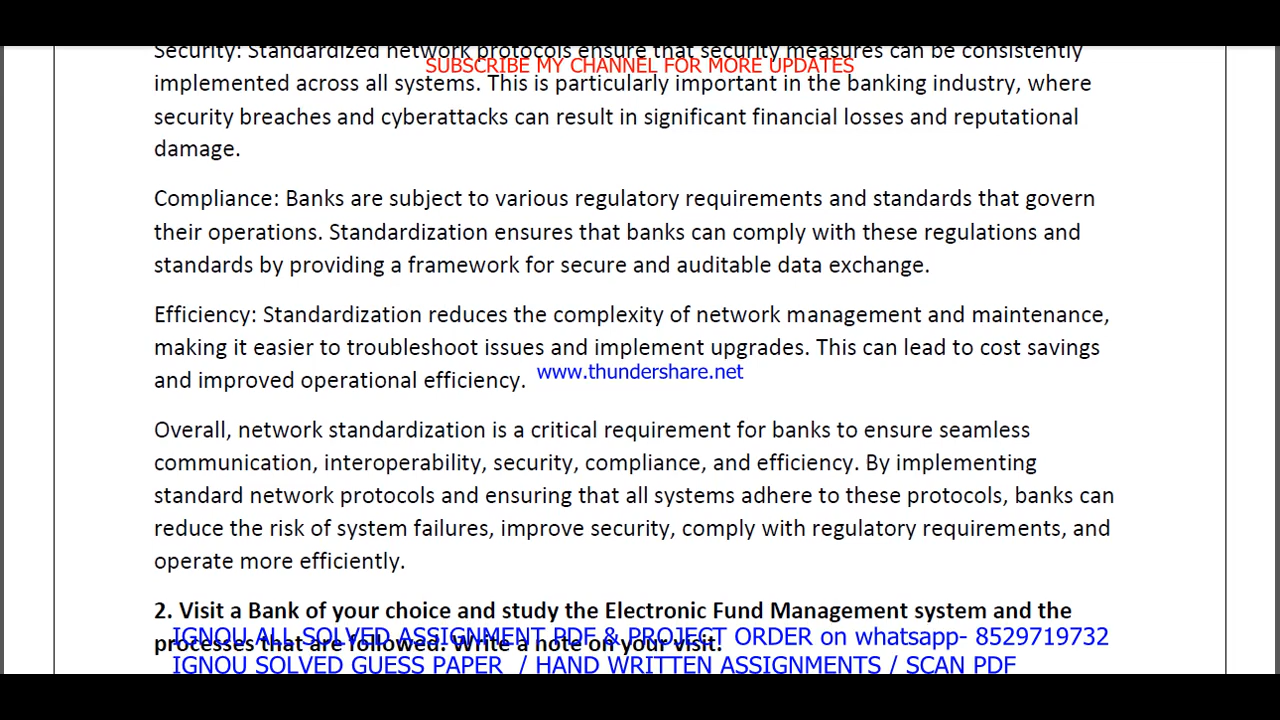 Security: Standardized network protocols ensure that security measures can be consistently
SUBSCRIBE MY CHANNEL FOR MORE UPDATES
implemented across all systems. This is particularly important in the banking industry, where
security breaches and cyberattacks can result in significant financial losses and reputational
damage.
Compliance: Banks are subject to various regulatory requirements and standards that govern
their operations. Standardization ensures that banks can comply with these regulations and
standards by providing a framework for secure and auditable data exchange.
Efficiency: Standardization reduces the complexity of network management and maintenance,
making it easier to troubleshoot issues and implement upgrades. This can lead to cost savings
and improved operational efficiency.
www.thundershare.net
Overall, network standardization is a critical requirement for banks to ensure seamless
communication, interoperability, security, compliance, and efficiency. By implementing
standard network protocols and ensuring that all systems adhere to these protocols, banks can
reduce the risk of system failures, improve security, comply with regulatory requirements, and
operate more efficiently.
2. Visit a Bank of your choice and study the Electronic Fund Management system and the
processes that are followed. Write a note on your visit.
IGNOU ALL SOLVED ASSIGNMENT PDF & PROJECT ORDER on whatsapp- 8529719732
IGNOU SOLVED GUESS PAPER / HAND WRITTEN ASSIGNMENTS / SCAN PDF